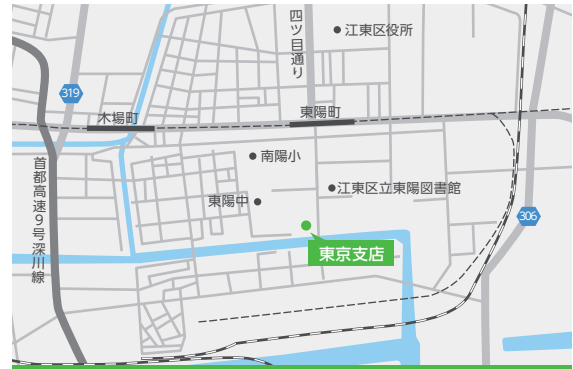 四ツ目通り
江東区役所
319
木場町
東陽町
南陽小
首都高速9号深川線
江東区立東陽図書館
東陽中
306
東京支店